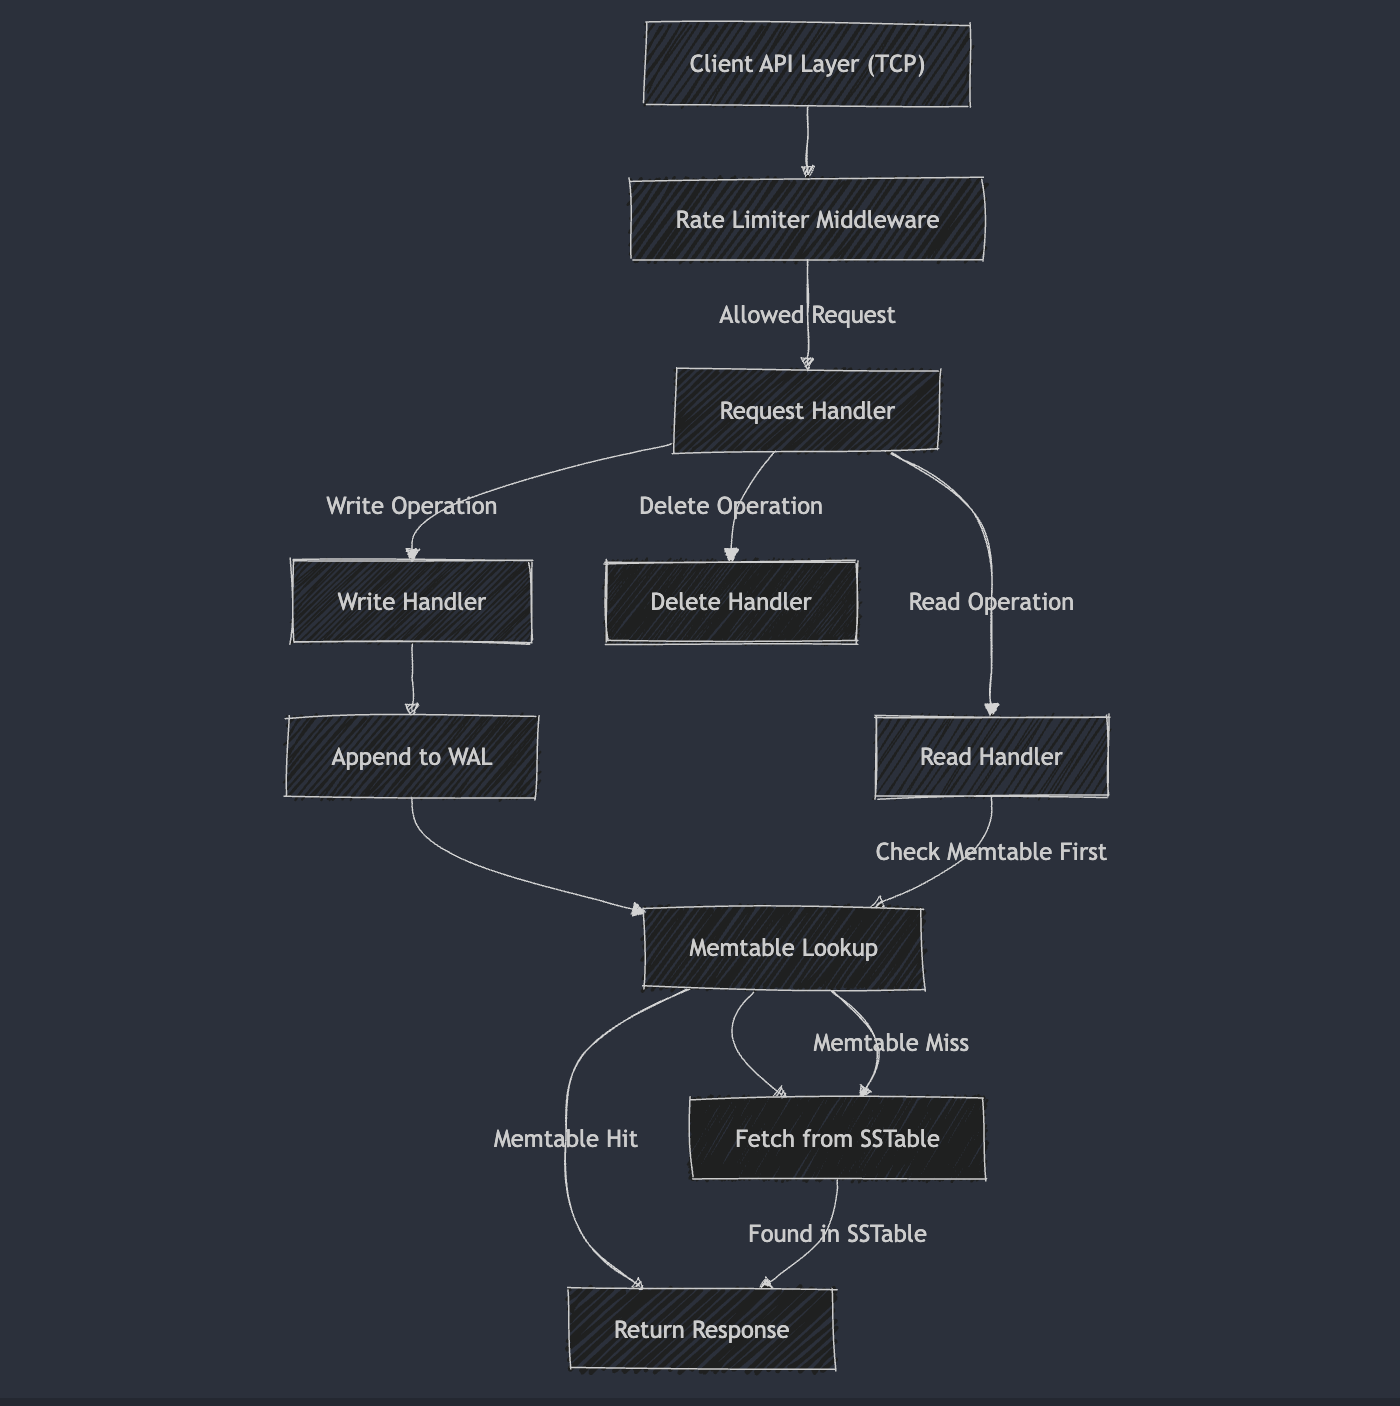 Client API Layer (TCP)
Rate Limiter Middleware
Allowed Request
Request Handler
Write Operation
Delete Operation
Write Handler
Delete Handler
Read Operation
Append to WAL
Read Handler
Check Memtable First
Memtable Lookup
Memtable Miss
Memtable Hit
Fetch from SSTable
Found in SSTable
Return Response